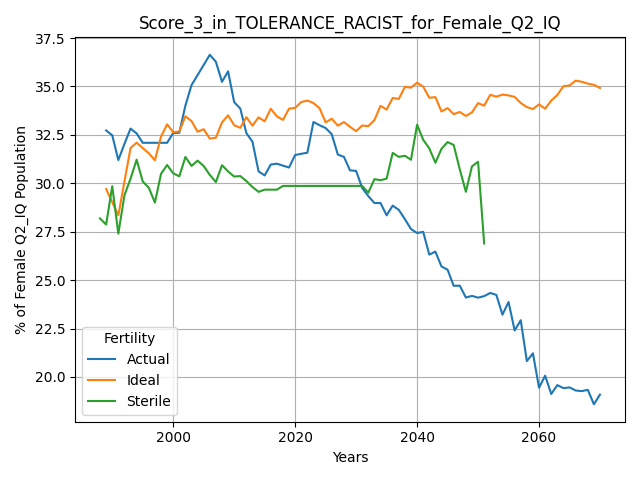 Score_3_in_TOLERANCE_RACIST_for_Female_Q2_IQ
% of Female Q2_IQ Population
37.5
35.0
32.5
30.0
27.5
25.0
22.5
20.0
Fertility
Actual
Ideal
Sterile
2000
2020
2040
2060
Years